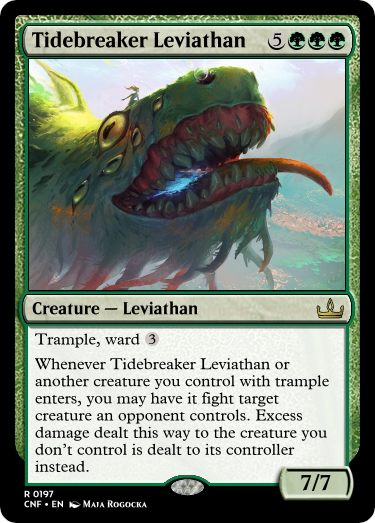 Tidebreaker Leviathan 5
Creature — Leviathan
Trample, ward 3
Whenever Tidebreaker Leviathan or
another creature you control with trample
enters, you may have it fight target
creature an opponent controls. Excess
damage dealt this way to the creature you
don't control is dealt to its controller
instead.
7/7
R 0197
CNF • EN Maja Rogocka